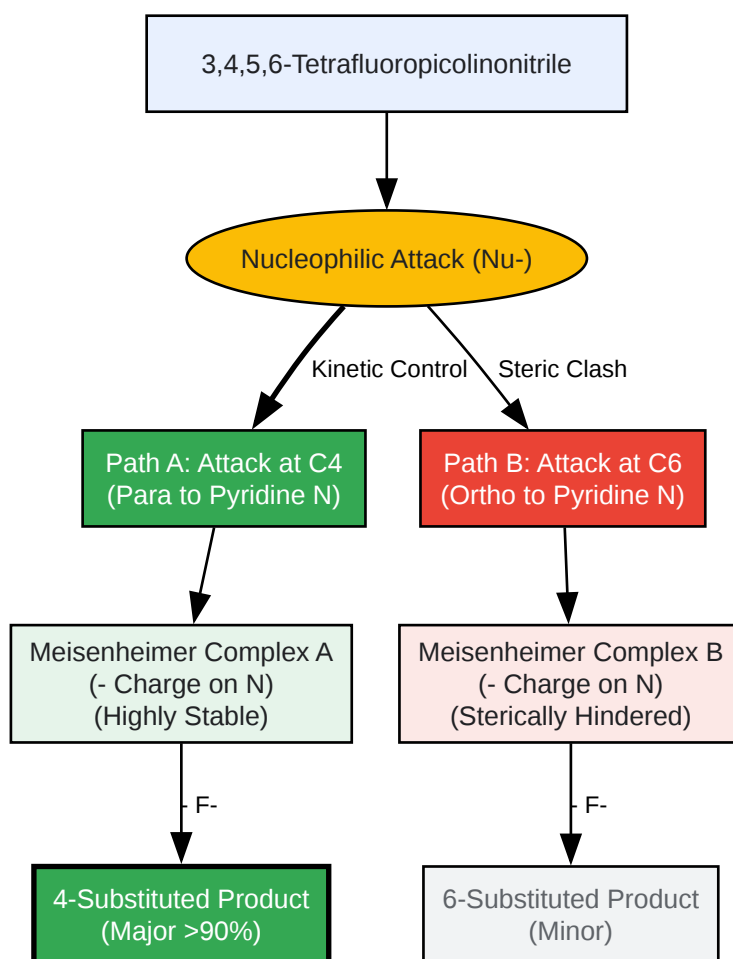 3,4,5,6-Tetrafluoropicolinonitrile
Nucleophilic Attack (Nu-)
Kinetic Control
Steric Clash
Path A: Attack at C4
(Para to Pyridine N)
Path B: Attack at C6
(Ortho to Pyridine N)
Meisenheimer Complex A
(- Charge on N)
(Highly Stable)
Meisenheimer Complex B
(- Charge on N)
(Sterically Hindered)
- F-
- F-
4-Substituted Product
(Major >90%)
6-Substituted Product
(Minor)